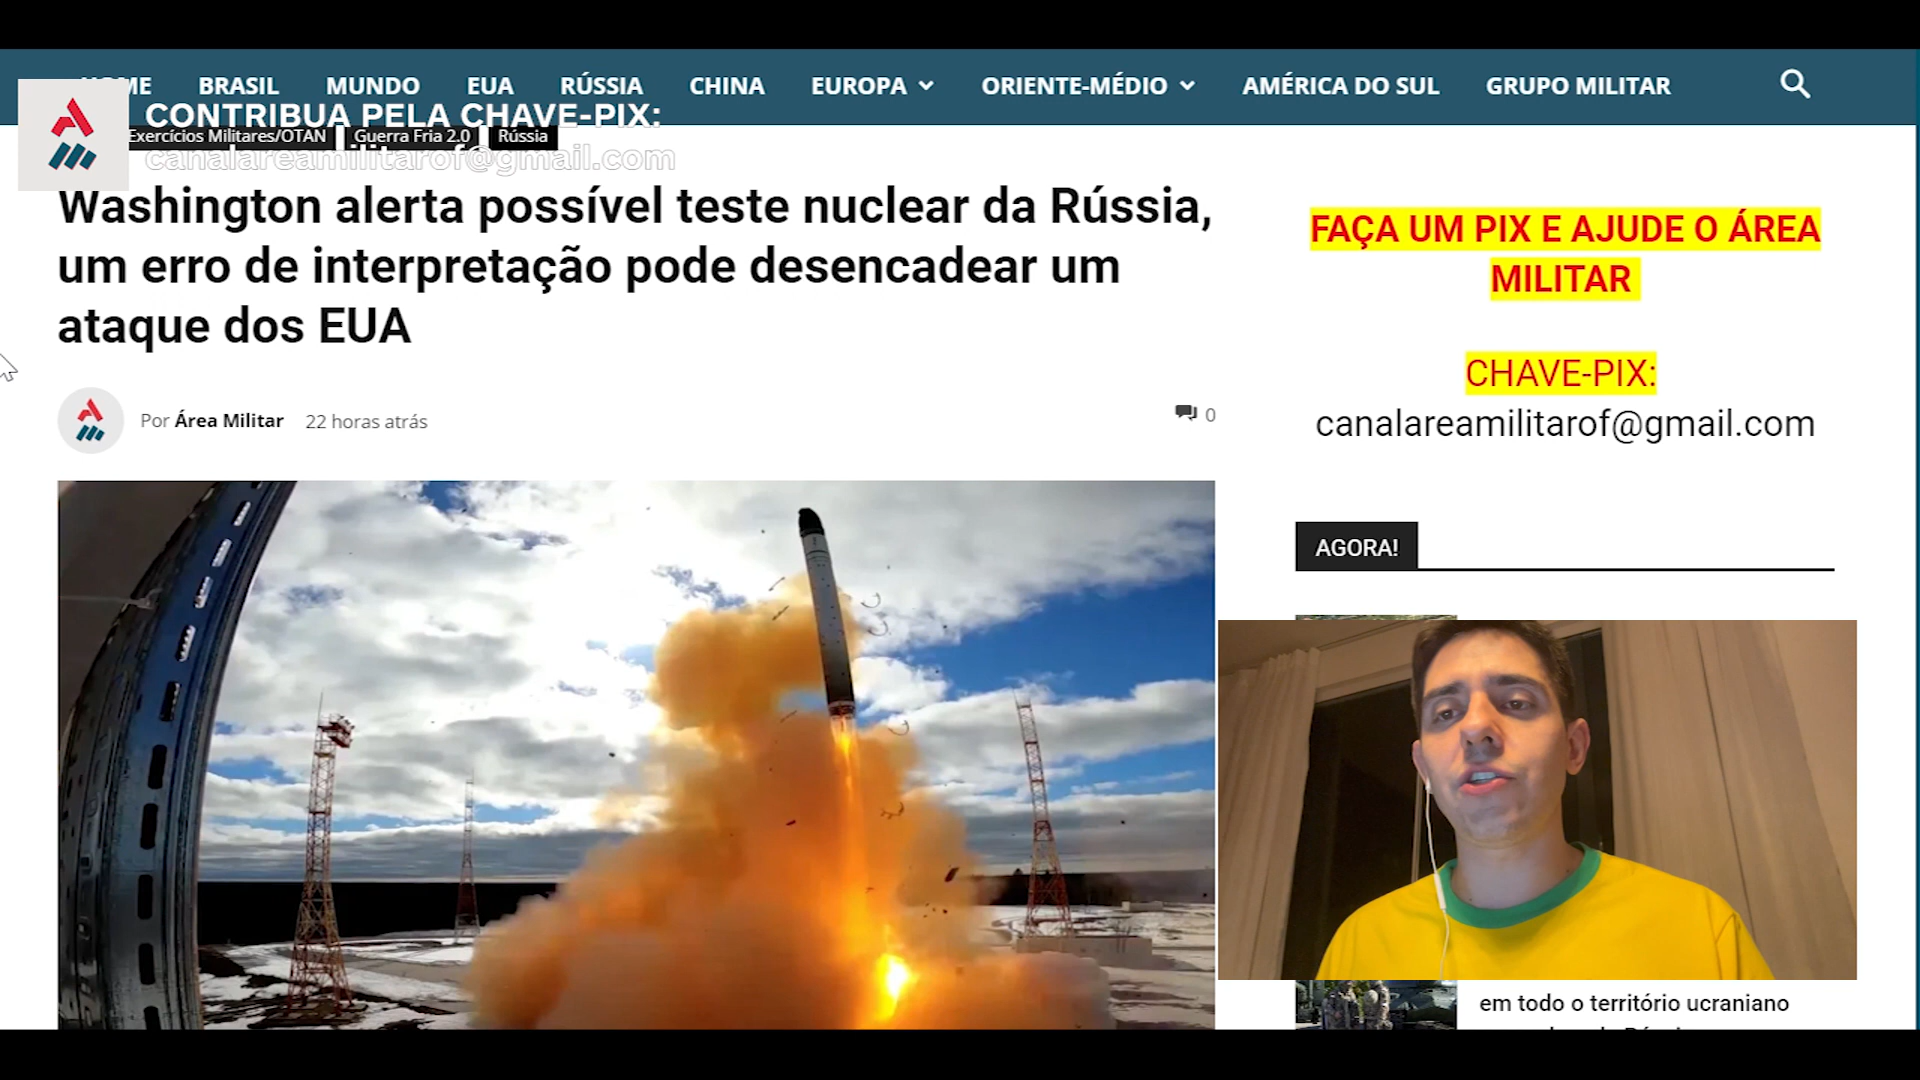 HOME BRASIL MUNDO EUA RÚSSIA CHINA EUROPA ORIENTE-MÉDIO AMÉRICA DO SUL GRUPO MILITAR
CONTRIBUA PELA CHAVE-PIX:
canalareamilitarof@gmail.com
Exercícios Militares/OTAN Guerra Fria 2.0 Rússia
Washington alerta possível teste nuclear da Rússia,
um erro de interpretação pode desencadear um
ataque dos EUA
Por Área Militar 22 horas atrás
0
FAÇA UM PIX E AJUDE O ÁREA
MILITAR
CHAVE-PIX:
canalareamilitarof@gmail.com
AGORA!
em todo o território ucraniano